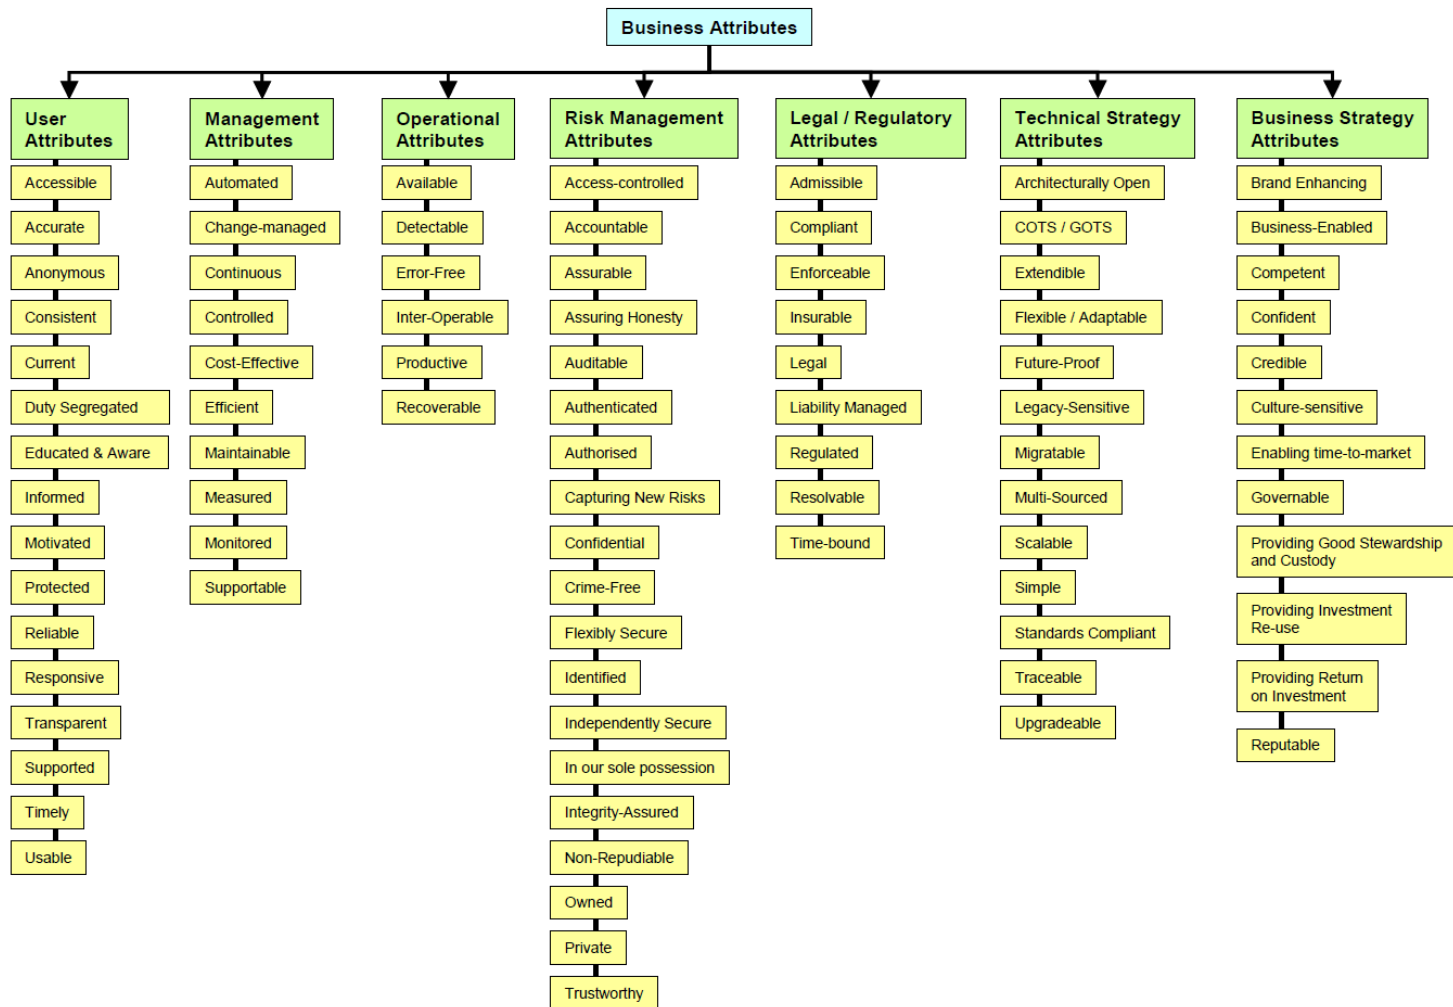 Business Attributes
User
Attributes
Accessible
Accurate
Anonymous
Consistent
Current
Duty Segregated
Educated & Aware
Informed
Motivated
Protected
Reliable
Responsive
Transparent
Supported
Timely
Usable
Management
Attributes
Automated
Change-managed
Continuous
Controlled
Cost-Effective
Efficient
Maintainable
Measured
Monitored
Supportable
Operational
Attributes
Available
Detectable
Error-Free
Inter-Operable
Productive
Recoverable
Risk Management
Attributes
Access-controlled
Accountable
Assurable
Assuring Honesty
Auditable
Authenticated
Authorised
Capturing New Risks
Confidential
Crime-Free
Flexibly Secure
Identified
Independently Secure
In our sole possession
Integrity-Assured
Non-Repudiable
Owned
Private
Trustworthy
Legal / Regulatory
Attributes
Admissible
Compliant
Enforceable
Insurable
Legal
Liability Managed
Regulated
Resolvable
Time-bound
Technical Strategy
Attributes
Architecturally Open
COTS / GOTS
Extendible
Flexible / Adaptable
Future-Proof
Legacy-Sensitive
Migratable
Multi-Sourced
Scalable
Simple
Standards Compliant
Traceable
Upgradeable
Business Strategy
Attributes
Brand Enhancing
Business-Enabled
Competent
Confident
Credible
Culture-sensitive
Enabling time-to-market
Governable
Providing Good Stewardship
and Custody
Providing Investment
Re-use
Providing Return
on Investment
Reputable